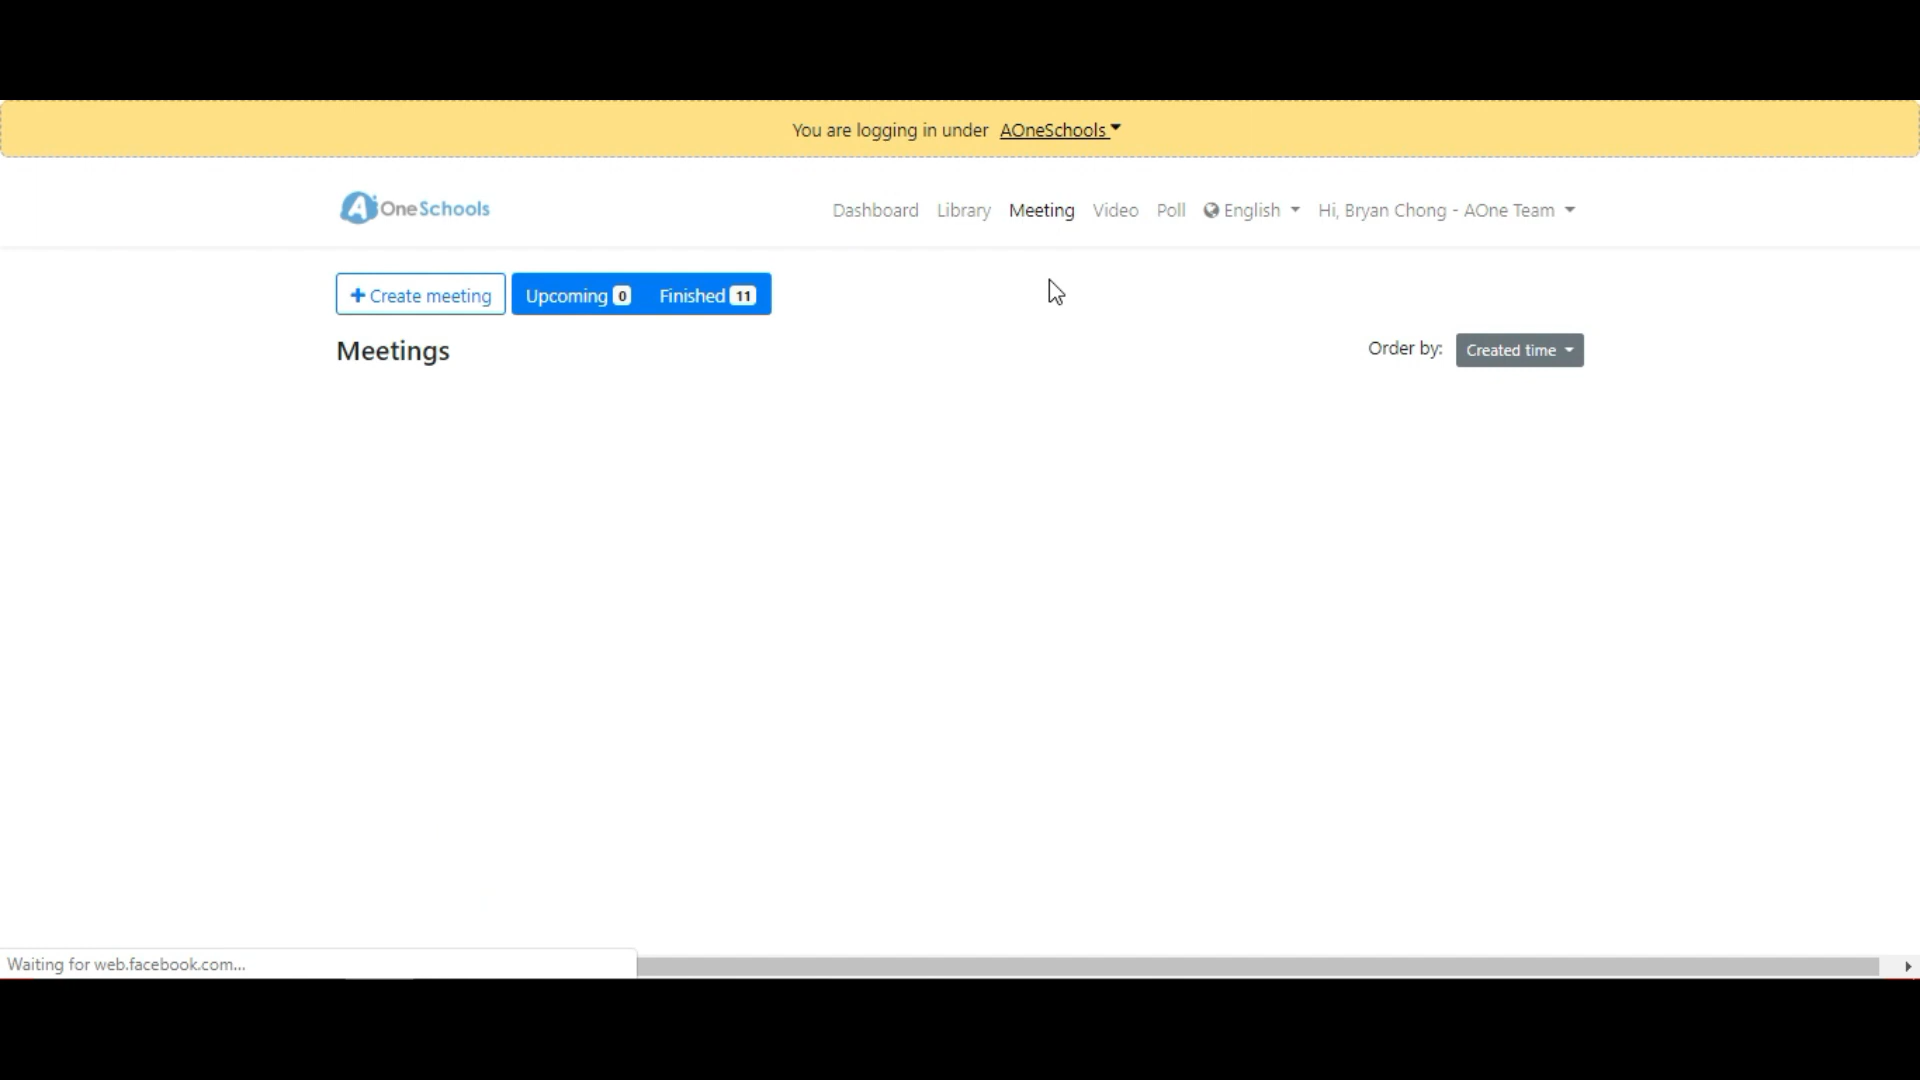 You are logging in under AOneSchools
AOneSchools
Dashboard Library Meeting Video Poll English Hi, Bryan Chong - AOne Team
Create meeting Upcoming 0 Finished 11
Meetings
Order by: Created time
Waiting for web.facebook.com...